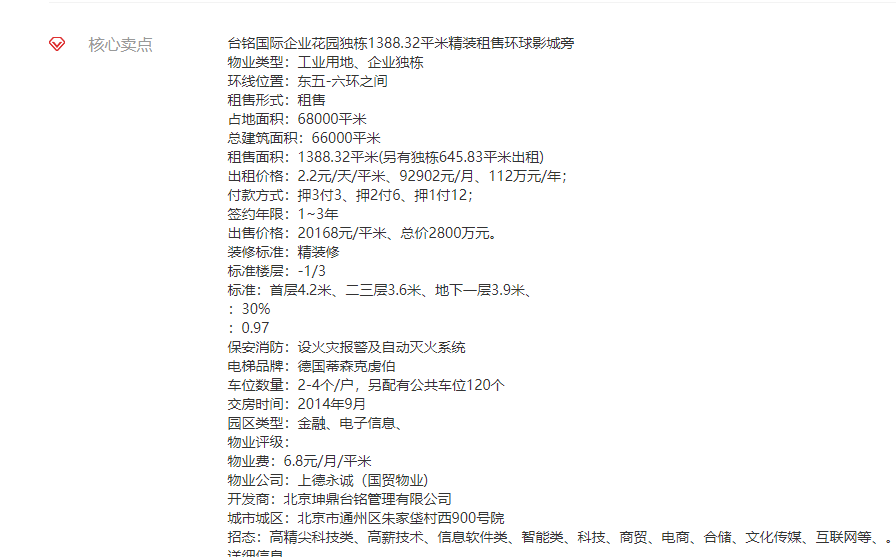 核心卖点
台铭国际企业花园独栋1388.32平米精装租售环球影城旁
物业类型：工业用地、企业独栋
环线位置：东五-六环之间
租售形式：租售
占地面积：68000平米
总建筑面积：66000平米
租售面积：1388.32平米(另有独栋645.83平米出租)
出租价格：2.2元/天/平米、92902元/月、112万元/年；
付款方式：押3付3、押2付6、押1付12；
签约年限：1~3年
出售价格：20168元/平米、总价2800万元。
装修标准：精装修
标准楼层：-1/3
标准：首层4.2米、二三层3.6米、地下一层3.9米、
：30%
：0.97
保安消防：设火灾报警及自动灭火系统
电梯品牌：德国蒂森克虏伯
车位数量：2-4个/户，另配有公共车位120个
交房时间：2014年9月
园区类型：金融、电子信息、
物业评级：
物业费：6.8元/月/平米
物业公司：上德永诚（国贸物业）
开发商：北京坤鼎台铭管理有限公司
城市城区：北京市通州区朱家垡村西900号院
招态：高精尖科技类、高薪技术、信息软件类、智能类、科技、商贸、电商、合储、文化传媒、互联网等、。
详细信息